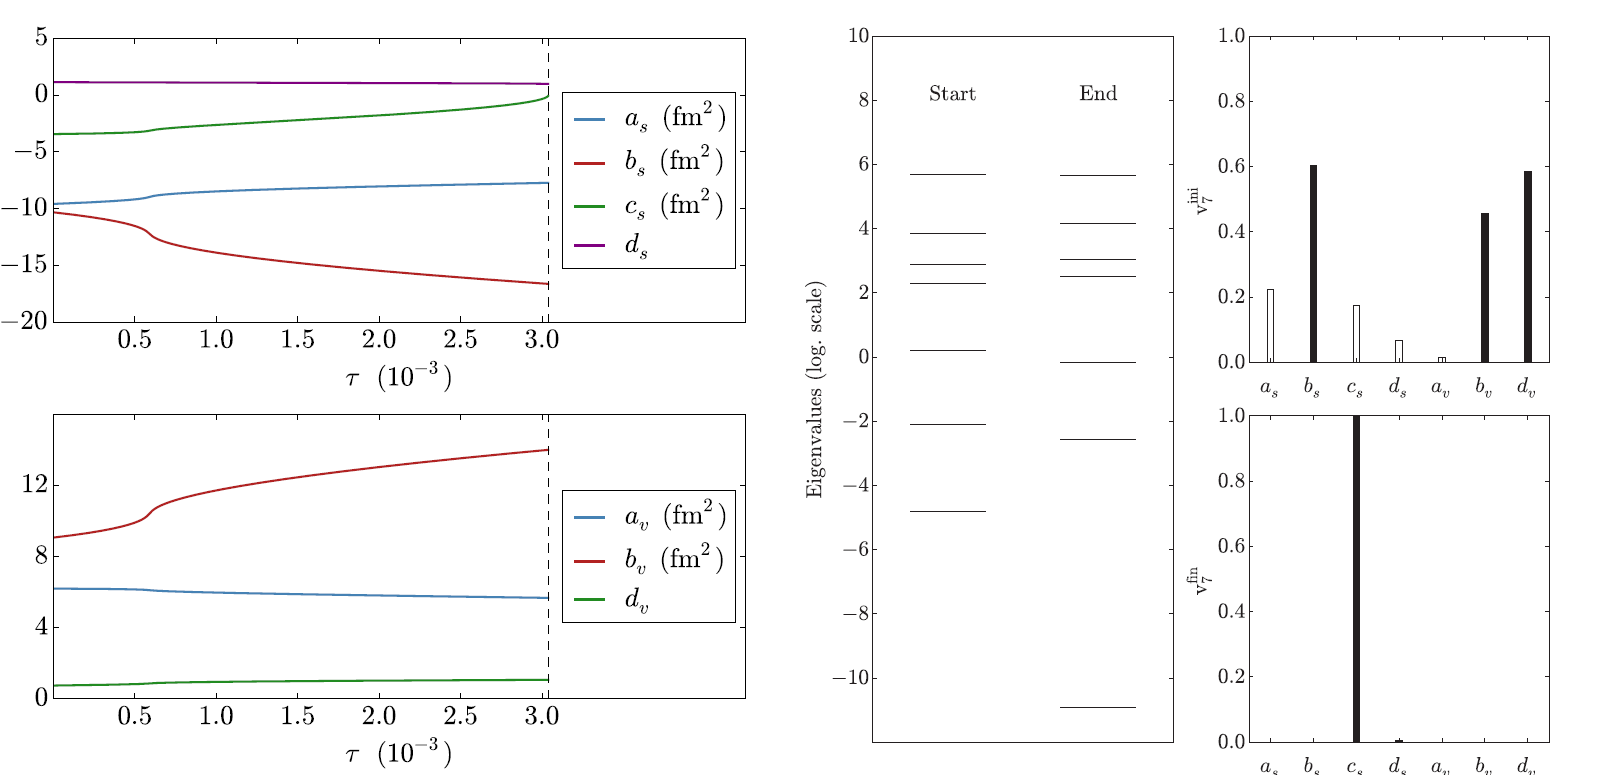 5
0
−5
−10
−15
−20
0.5 1.0 1.5 2.0 2.5 3.0
τ (10⁻³)
a_s (fm²)
b_s (fm²)
c_s (fm²)
d_s
12
8
4
0
0.5 1.0 1.5 2.0 2.5 3.0
τ (10⁻³)
a_v (fm²)
b_v (fm²)
d_v
Eigenvalues (log. scale)
10
8
6
4
2
0
−2
−4
−6
−8
−10
Start End
v₇^ini
1.0
0.8
0.6
0.4
0.2
0.0
a_s b_s c_s d_s a_v b_v d_v
v₇^fin
1.0
0.8
0.6
0.4
0.2
0.0
a_s b_s c_s d_s a_v b_v d_v